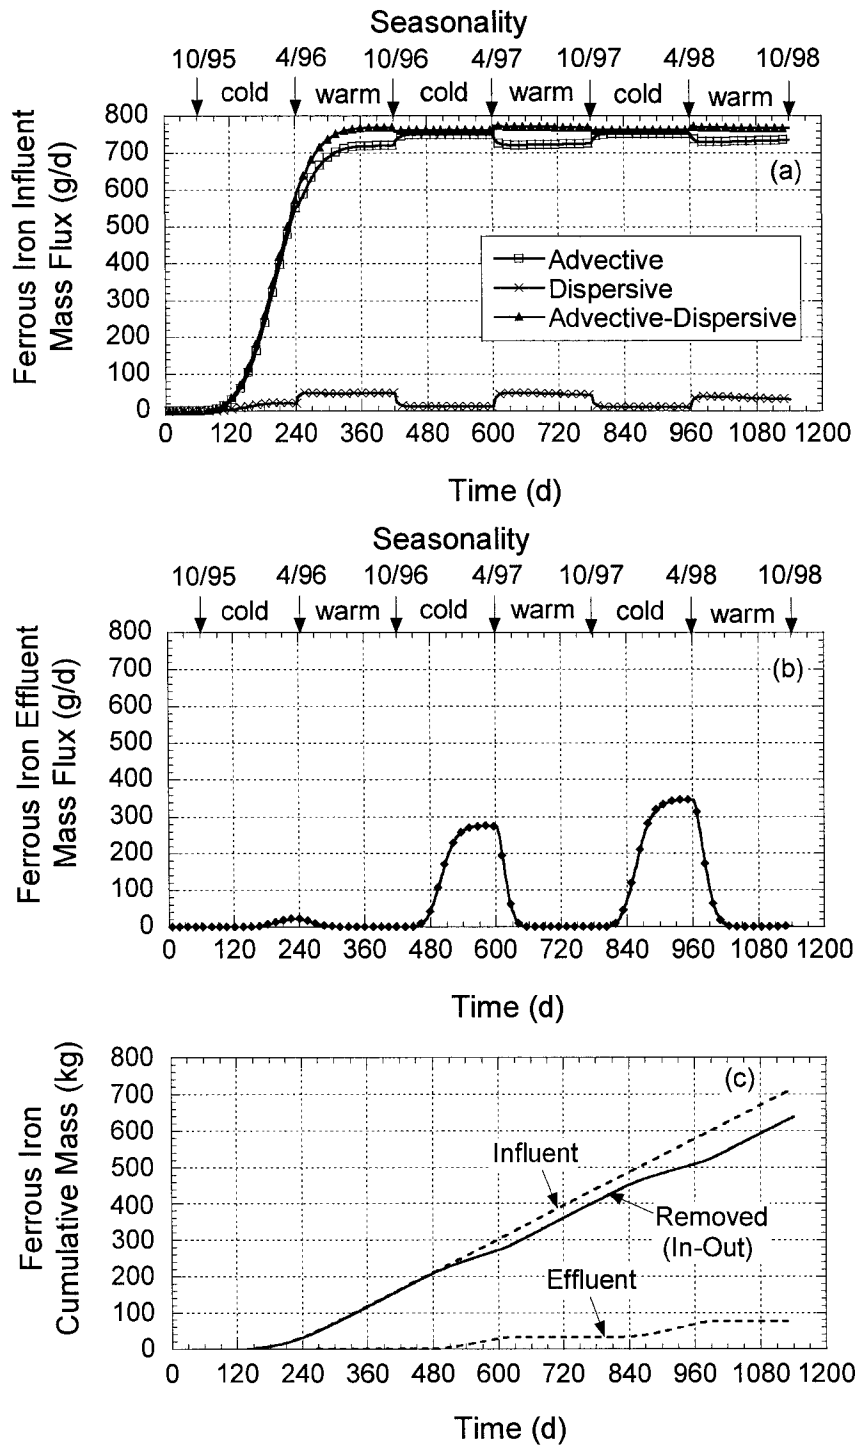 Seasonality
10/95 4/96 10/96 4/97 10/97 4/98 10/98
cold warm cold warm cold warm
Ferrous Iron Influent
Mass Flux (g/d)
800
700
600
500
400
300
200
100
0
(a)
Advective
Dispersive
Advective-Dispersive
0 120 240 360 480 600 720 840 960 1080 1200
Time (d)
Seasonality
10/95 4/96 10/96 4/97 10/97 4/98 10/98
cold warm cold warm cold warm
Ferrous Iron Effluent
Mass Flux (g/d)
800
700
600
500
400
300
200
100
0
(b)
0 120 240 360 480 600 720 840 960 1080 1200
Time (d)
Ferrous Iron
Cumulative Mass (kg)
800
700
600
500
400
300
200
100
0
(c)
Influent
Removed
(In-Out)
Effluent
0 120 240 360 480 600 720 840 960 1080 1200
Time (d)